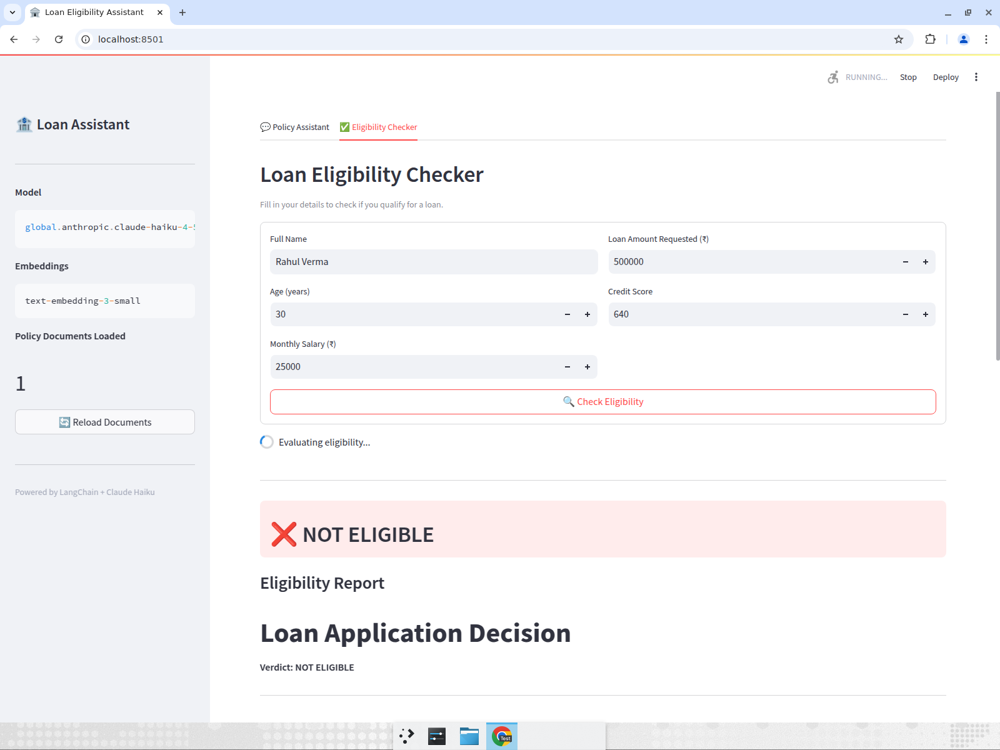 Loan Eligibility Assistant
localhost:8501
RUNNING...
Stop
Deploy
Loan Assistant
Model
global.anthropic.claude-haiku-4-5
Embeddings
text-embedding-3-small
Policy Documents Loaded
1
Reload Documents
Powered by LangChain + Claude Haiku
Policy Assistant
Eligibility Checker
Loan Eligibility Checker
Fill in your details to check if you qualify for a loan.
Full Name
Rahul Verma
Loan Amount Requested (₹)
500000
Age (years)
30
Credit Score
640
Monthly Salary (₹)
25000
Check Eligibility
Evaluating eligibility...
NOT ELIGIBLE
Eligibility Report
Loan Application Decision
Verdict: NOT ELIGIBLE
Test